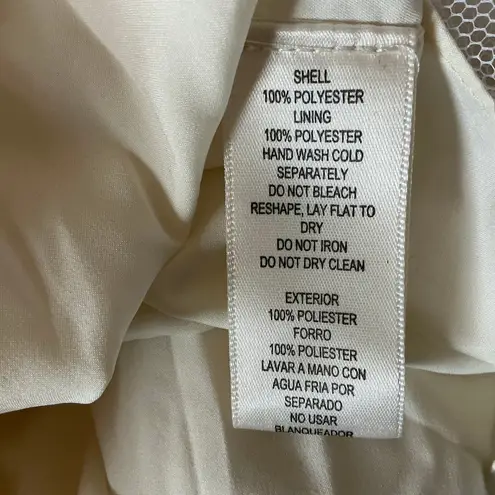 SHELL
100% POLYESTER
LINING
100% POLYESTER
HAND WASH COLD
SEPARATELY
DO NOT BLEACH
RESHAPE, LAY FLAT TO
DRY
DO NOT IRON
DO NOT DRY CLEAN
EXTERIOR
100% POLIESTER
FORRO
100% POLIESTER
LAVAR A MANO CON
AGUA FRIA POR
SEPARADO
NO USAR
BLANQUEADOR